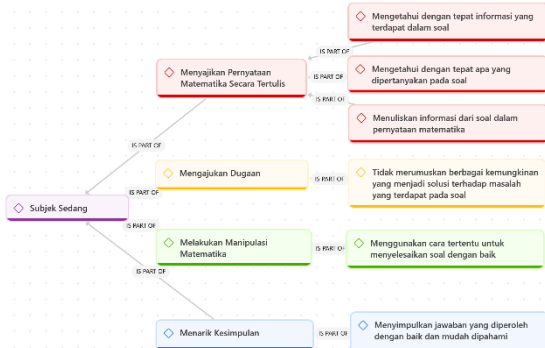 Mengetahui dengan tepat informasi yang
terdapat dalam soal
IS PART OF
Menyajikan Pernyataan
Matematika Secara Tertulis
IS PART OF
Mengetahui dengan tepat apa yang
dipertanyakan pada soal
IS PART OF
Menuliskan informasi dari soal dalam
pernyataan matematika
IS PART OF
Mengajukan Dugaan
IS PART OF
Tidak merumuskan berbagai kemungkinan
yang menjadi solusi terhadap masalah
yang terdapat pada soal
IS PART OF
Subjek Sedang
IS PART OF
Melakukan Manipulasi
Matematika
IS PART OF
Menggunakan cara tertentu untuk
menyelesaikan soal dengan baik
IS PART OF
Menarik Kesimpulan
IS PART OF
Menyimpulkan jawaban yang diperoleh
dengan baik dan mudah dipahami